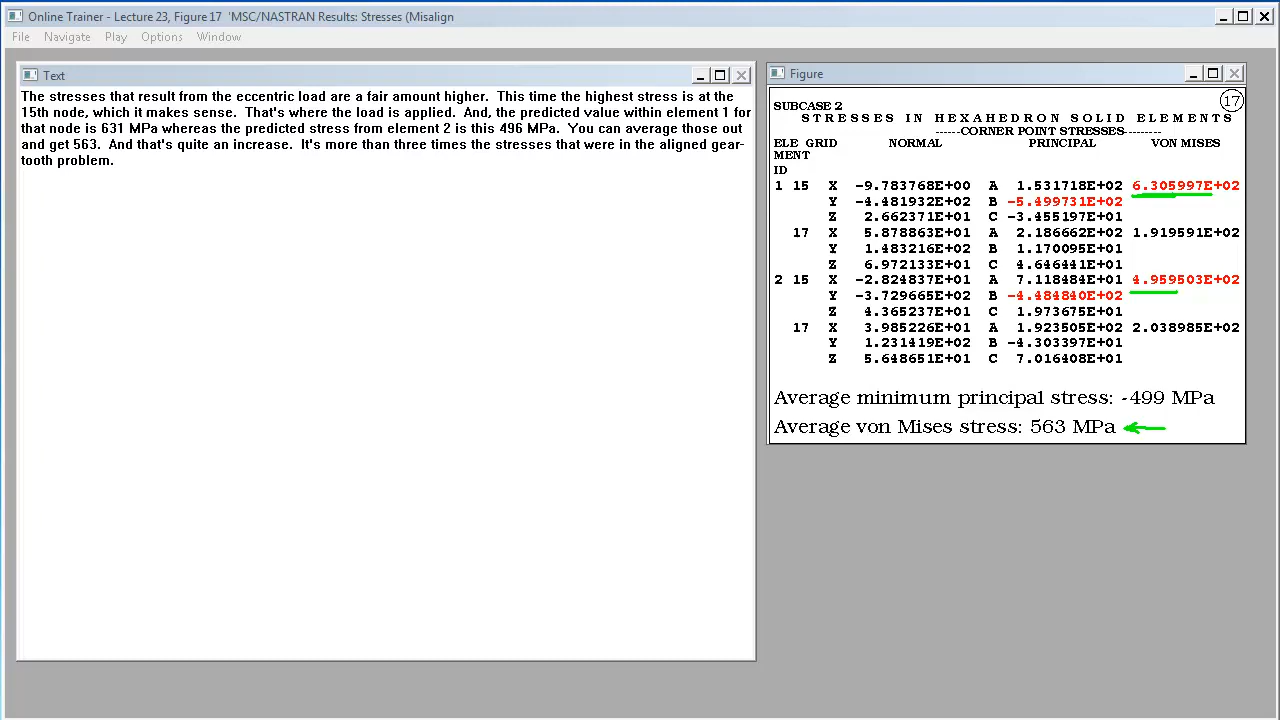 Online Trainer - Lecture 23, Figure 17 'MSC/NASTRAN Results: Stresses (Misalign
File Navigate Play Options Window
Text
The stresses that result from the eccentric load are a fair amount higher. This time the highest stress is at the
15th node, which it makes sense. That's where the load is applied. And, the predicted value within element 1 for
that node is 631 MPa whereas the predicted stress from element 2 is this 496 MPa. You can average those out
and get 563. And that's quite an increase. It's more than three times the stresses that were in the aligned gear-
tooth problem.
Figure
17
SUBCASE 2
STRESSES IN HEXAHEDRON SOLID ELEMENTS
------CORNER POINT STRESSES---------
ELE GRID NORMAL PRINCIPAL VON MISES
MENT
ID
1 15 X -9.783768E+00 A 1.531718E+02 6.305997E+02
Y -4.481932E+02 B -5.499731E+02
Z 2.662371E+01 C -3.455197E+01
17 X 5.878863E+01 A 2.186662E+02 1.919591E+02
Y 1.483216E+02 B 1.170095E+01
Z 6.972133E+01 C 4.646441E+01
2 15 X -2.824837E+01 A 7.118484E+01 4.959503E+02
Y -3.729665E+02 B -4.484840E+02
Z 4.365237E+01 C 1.973675E+01
17 X 3.985226E+01 A 1.923505E+02 2.038985E+02
Y 1.231419E+02 B -4.303397E+01
Z 5.648651E+01 C 7.016408E+01
Average minimum principal stress: -499 MPa
Average von Mises stress: 563 MPa